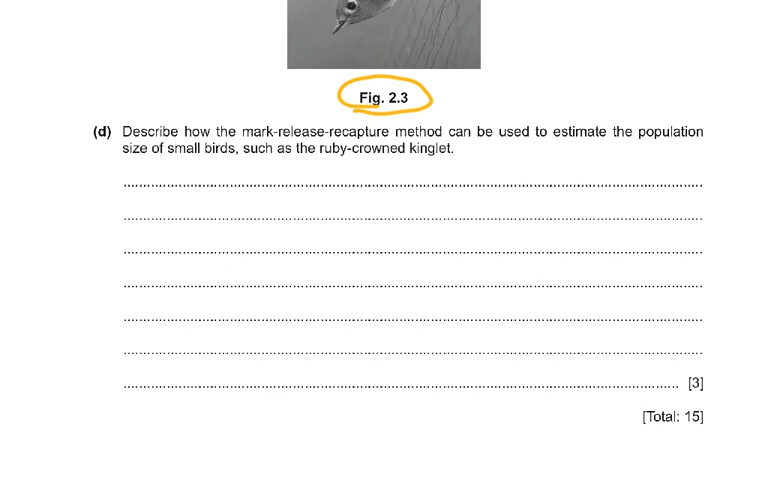 Fig. 2.3
(d) Describe how the mark-release-recapture method can be used to estimate the population
size of small birds, such as the ruby-crowned kinglet.
[3]
[Total: 15]